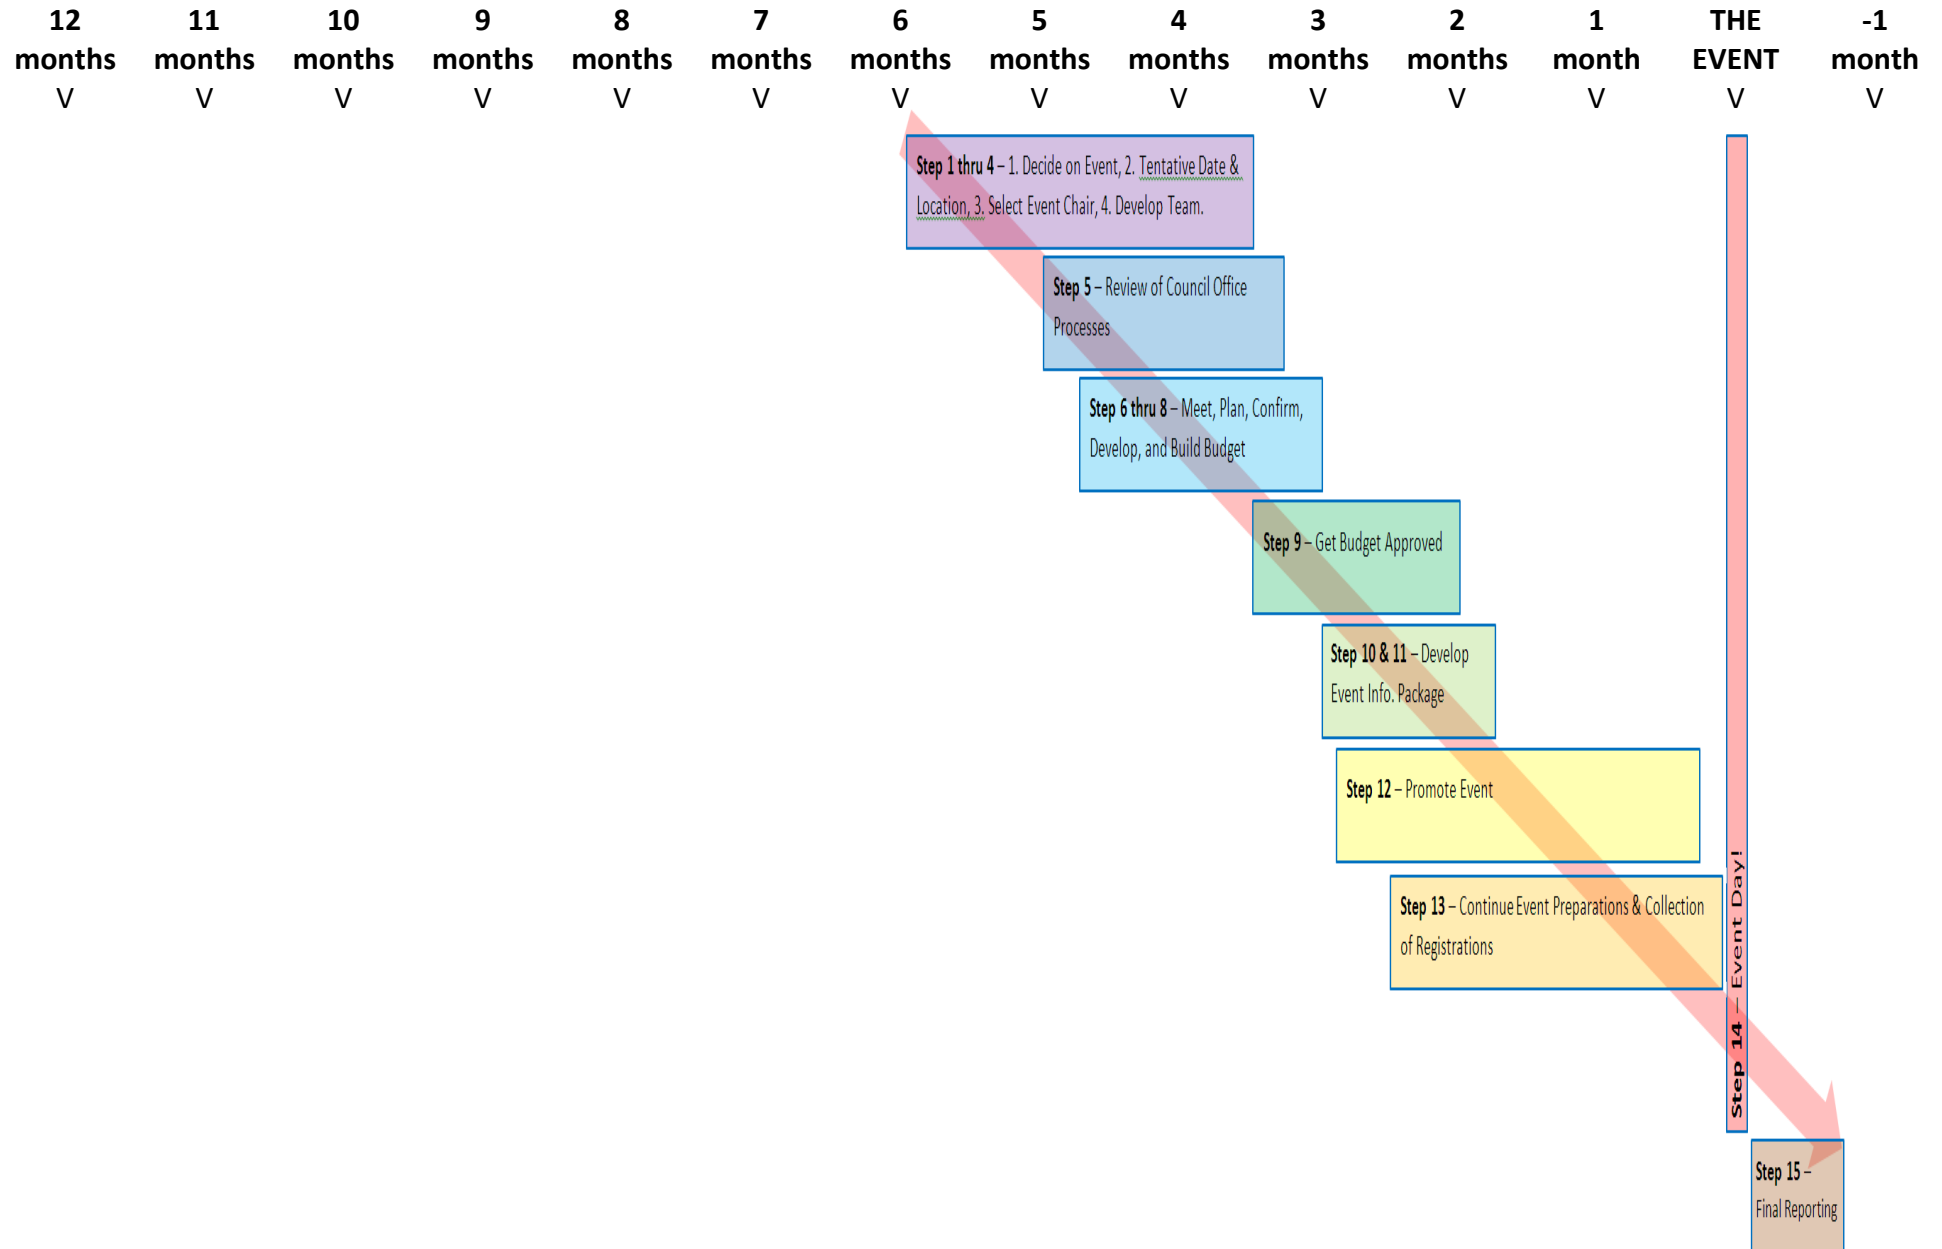 12 11 10 9 8 7 6 5 4 3 2 1 THE -1
months months months months months months months months months months months month EVENT month
V V V V V V V V V V V V V V
Step 1 thru 4 – 1. Decide on Event, 2. Tentative Date &
Location, 3. Select Event Chair, 4. Develop Team.
Step 5 – Review of Council Office
Processes
Step 6 thru 8 – Meet, Plan, Confirm,
Develop, and Build Budget
Step 9 – Get Budget Approved
Step 10 & 11 – Develop
Event Info. Package
Step 12 – Promote Event
Step 13 – Continue Event Preparations & Collection
of Registrations
Step 14 – Event Day!
Step 15 –
Final Reporting